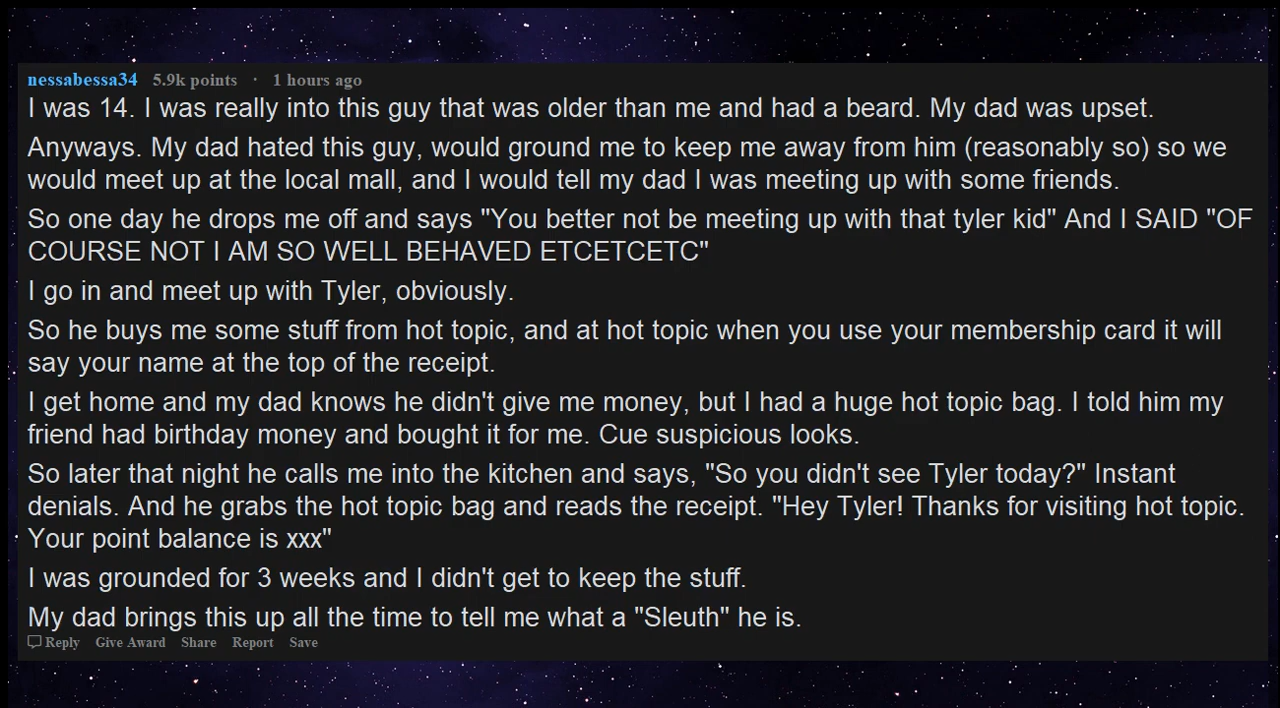 nessabessa34 5.9k points · 1 hours ago
I was 14. I was really into this guy that was older than me and had a beard. My dad was upset.
Anyways. My dad hated this guy, would ground me to keep me away from him (reasonably so) so we
would meet up at the local mall, and I would tell my dad I was meeting up with some friends.
So one day he drops me off and says "You better not be meeting up with that tyler kid" And I SAID "OF
COURSE NOT I AM SO WELL BEHAVED ETCETCETC"
I go in and meet up with Tyler, obviously.
So he buys me some stuff from hot topic, and at hot topic when you use your membership card it will
say your name at the top of the receipt.
I get home and my dad knows he didn't give me money, but I had a huge hot topic bag. I told him my
friend had birthday money and bought it for me. Cue suspicious looks.
So later that night he calls me into the kitchen and says, "So you didn't see Tyler today?" Instant
denials. And he grabs the hot topic bag and reads the receipt. "Hey Tyler! Thanks for visiting hot topic.
Your point balance is xxx"
I was grounded for 3 weeks and I didn't get to keep the stuff.
My dad brings this up all the time to tell me what a "Sleuth" he is.
Reply Give Award Share Report Save